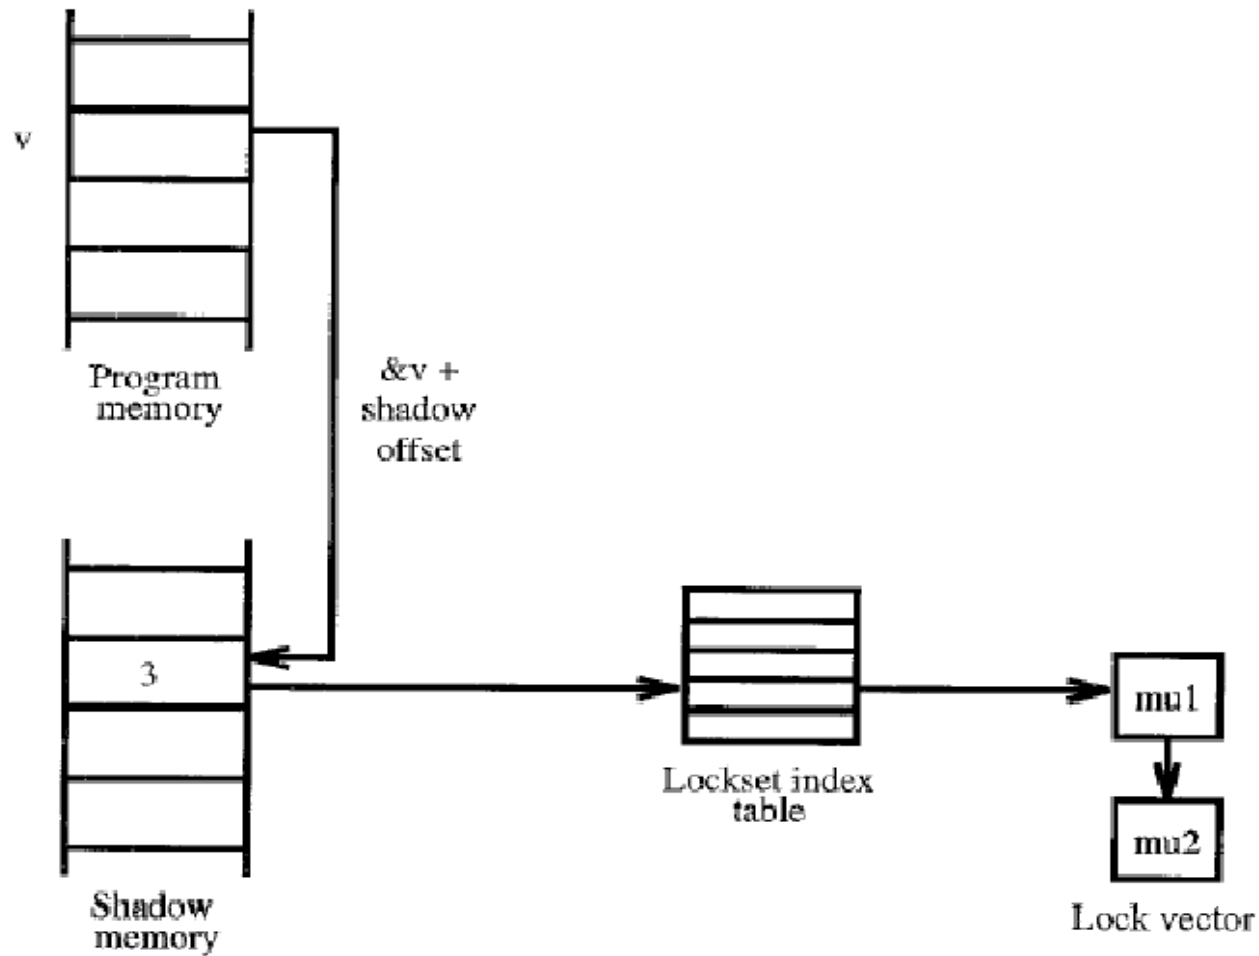 v
Program
memory
&v +
shadow
offset
3
Shadow
memory
Lockset index
table
mu1
mu2
Lock vector